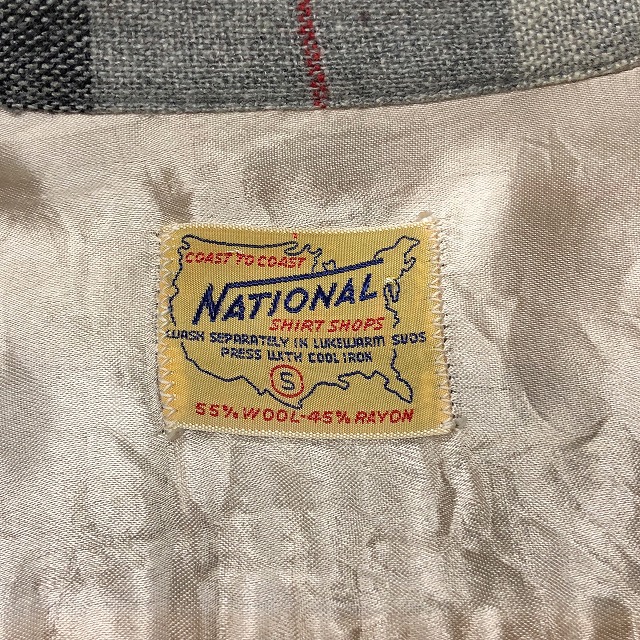 COAST TO COAST
NATIONAL
SHIRT SHOPS
WASH SEPARATELY IN LUKEWARM SUDS
PRESS WITH COOL IRON
S
55% WOOL-45% RAYON